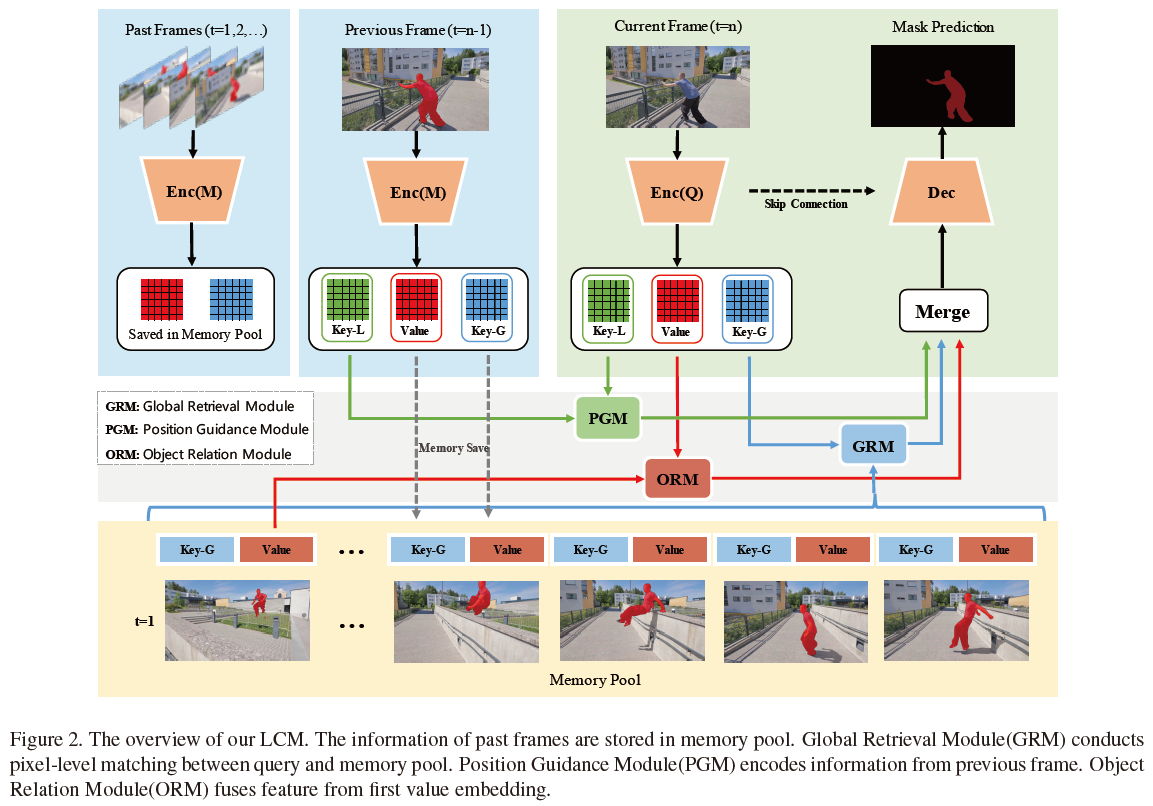 Past Frames (t=1,2,…)
Previous Frame (t=n-1)
Current Frame (t=n)
Mask Prediction
Enc(M)
Enc(M)
Enc(Q)
Skip Connection
Dec
Saved in Memory Pool
Key-L
Value
Key-G
Key-L
Value
Key-G
Merge
GRM: Global Retrieval Module
PGM: Position Guidance Module
ORM: Object Relation Module
PGM
GRM
ORM
Memory Save
Key-G
Value
...
Key-G
Value
Key-G
Value
Key-G
Value
Key-G
Value
t=1
...
Memory Pool
Figure 2. The overview of our LCM. The information of past frames are stored in memory pool. Global Retrieval Module(GRM) conducts
pixel-level matching between query and memory pool. Position Guidance Module(PGM) encodes information from previous frame. Object
Relation Module(ORM) fuses feature from first value embedding.